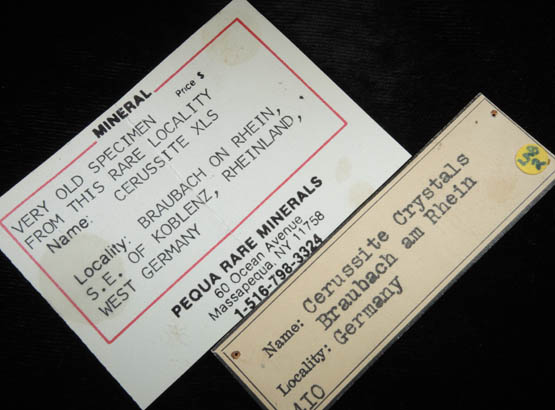 MINERAL
Price $
VERY OLD SPECIMEN
FROM THIS RARE LOCALITY
Name: CERUSSITE XLS
Locality: BRAUBACH ON RHEIN,
S.E. OF KOBLENZ, RHEINLAND,
WEST GERMANY
PEQUA RARE MINERALS
60 Ocean Avenue
Massapequa, NY 11758
1-516-798-3324
Name: Cerussite Crystals
Braubach am Rhein
Locality: Germany
410